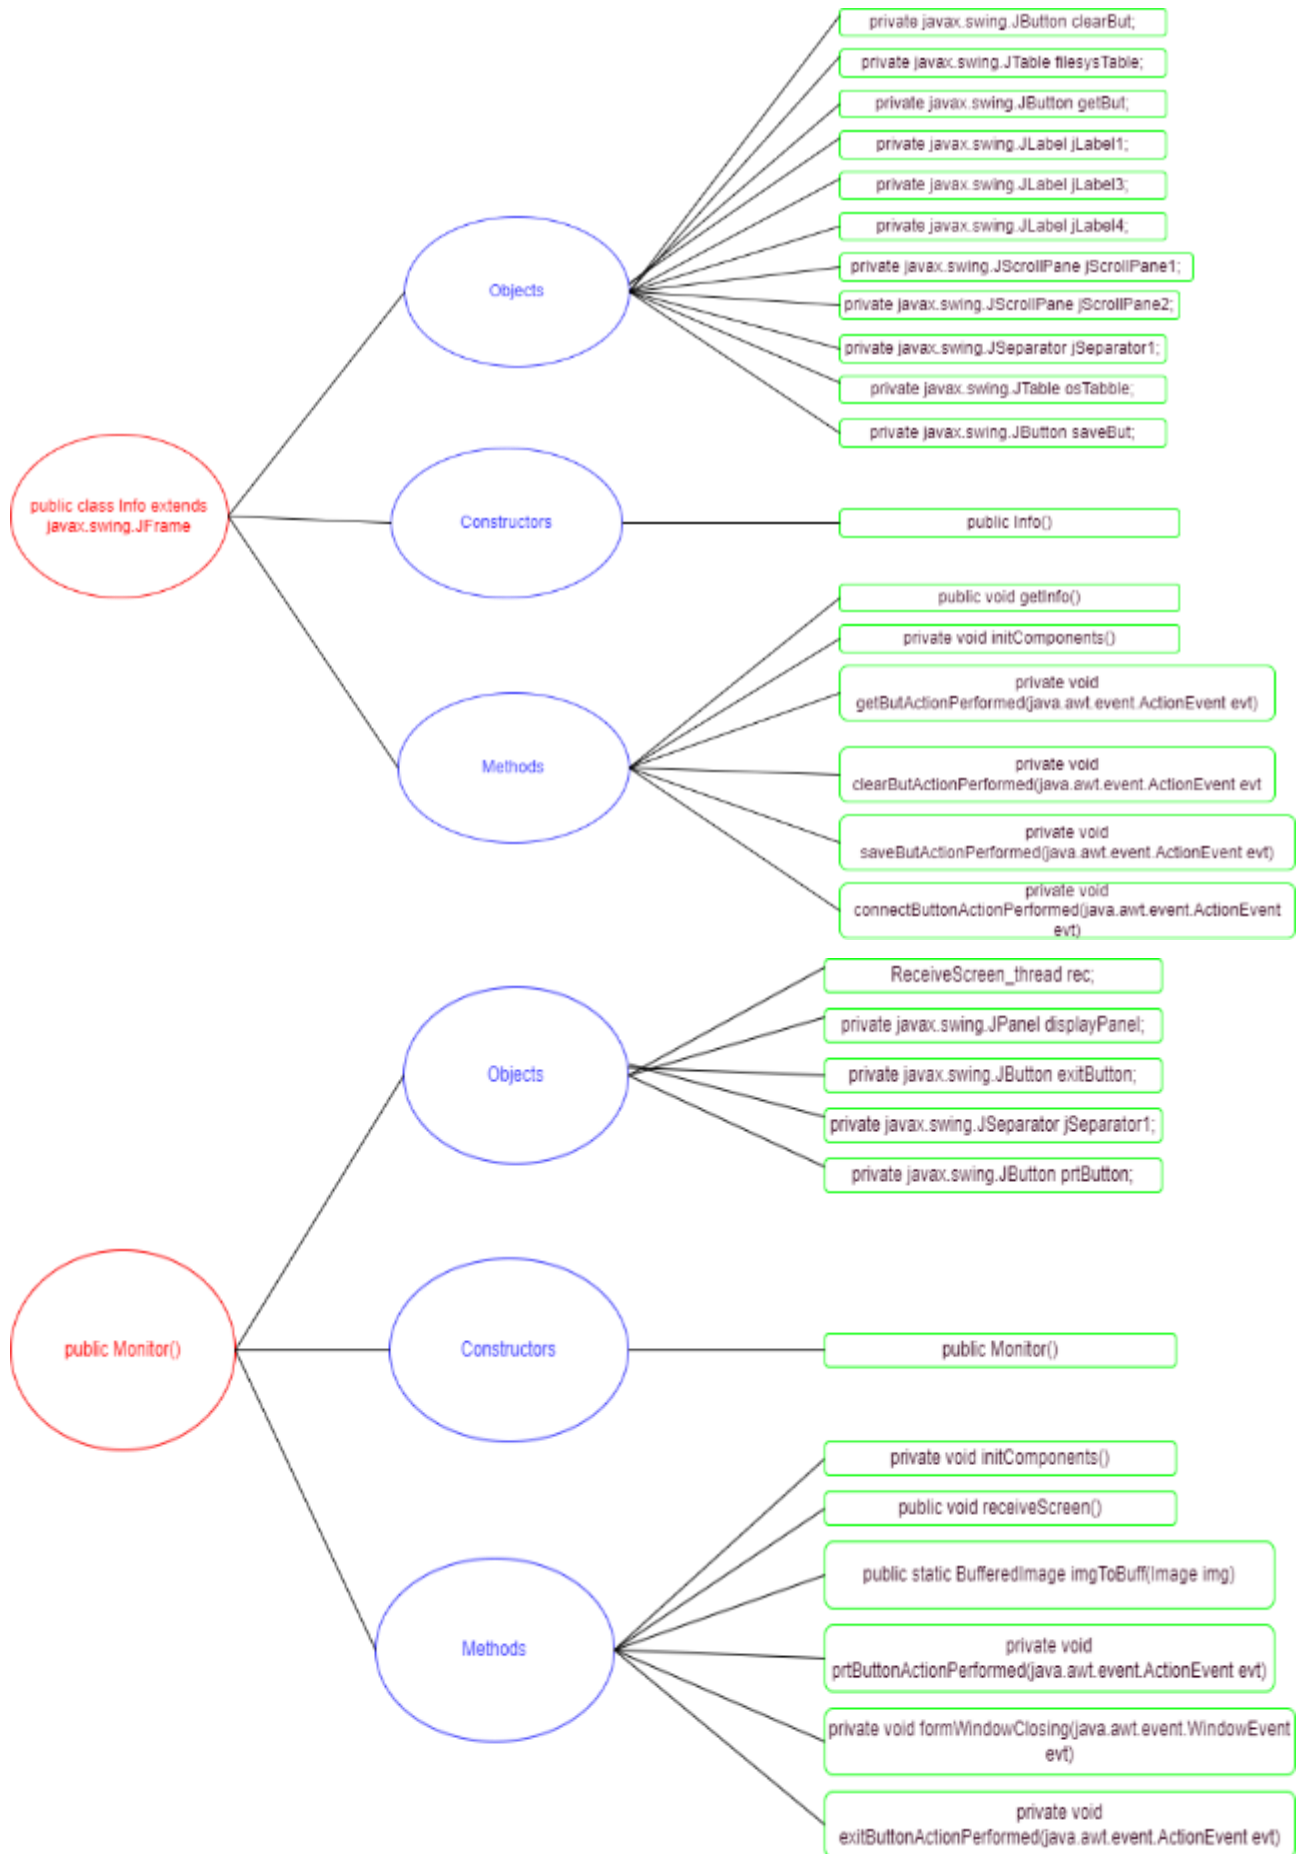 private javax.swing.JButton clearBut;
private javax.swing.JTable filesysTable;
private javax.swing.JButton getBut;
private javax.swing.JLabel jLabel1;
private javax.swing.JLabel jLabel3;
private javax.swing.JLabel jLabel4;
private javax.swing.JScrollPane jScrollPane1;
private javax.swing.JScrollPane jScrollPane2;
private javax.swing.JSeparator jSeparator1;
private javax.swing.JTable osTabble;
private javax.swing.JButton saveBut;
Objects
public class Info extends
javax.swing.JFrame
Constructors
public Info()
public void getInfo()
private void initComponents()
private void
getButActionPerformed(java.awt.event.ActionEvent evt)
private void
clearButActionPerformed(java.awt.event.ActionEvent evt
private void
saveButActionPerformed(java.awt.event.ActionEvent evt)
private void
connectButtonActionPerformed(java.awt.event.ActionEvent
evt)
Methods
ReceiveScreen_thread rec;
private javax.swing.JPanel displayPanel;
private javax.swing.JButton exitButton;
private javax.swing.JSeparator jSeparator1;
private javax.swing.JButton prtButton;
Objects
public Monitor()
Constructors
public Monitor()
private void initComponents()
public void receiveScreen()
public static BufferedImage imgToBuff(Image img)
private void
prtButtonActionPerformed(java.awt.event.ActionEvent evt)
private void formWindowClosing(java.awt.event.WindowEvent
evt)
private void
exitButtonActionPerformed(java.awt.event.ActionEvent evt)
Methods